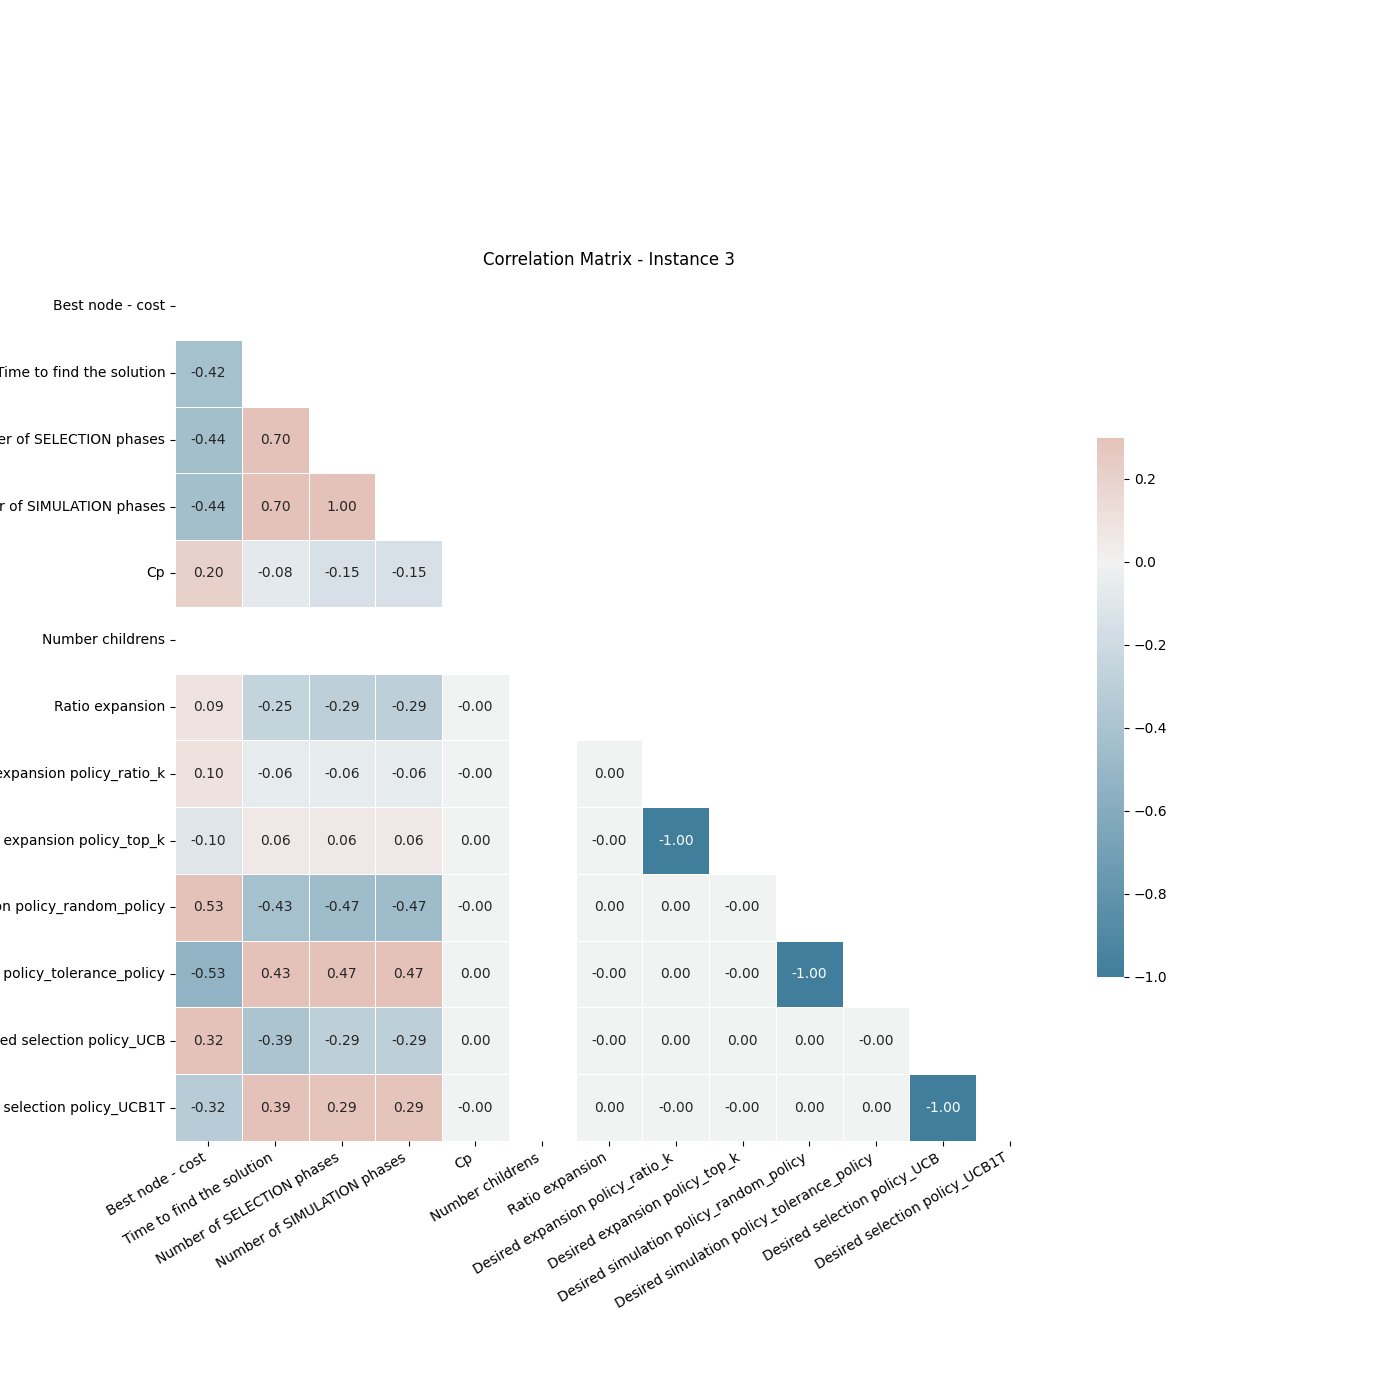 Correlation Matrix - Instance 3
Best node - cost
Time to find the solution
-0.42
er of SELECTION phases
-0.44 0.70
r of SIMULATION phases
-0.44 0.70 1.00
Cp
0.20 -0.08 -0.15 -0.15
Number childrens
Ratio expansion
0.09 -0.25 -0.29 -0.29 -0.00
expansion policy_ratio_k
0.10 -0.06 -0.06 -0.06 -0.00 0.00
expansion policy_top_k
-0.10 0.06 0.06 0.06 0.00 -0.00 -1.00
on policy_random_policy
0.53 -0.43 -0.47 -0.47 -0.00 0.00 0.00 -0.00
policy_tolerance_policy
-0.53 0.43 0.47 0.47 0.00 -0.00 0.00 -0.00 -1.00
ed selection policy_UCB
0.32 -0.39 -0.29 -0.29 0.00 -0.00 0.00 0.00 0.00 -0.00
selection policy_UCB1T
-0.32 0.39 0.29 0.29 -0.00 0.00 -0.00 -0.00 0.00 0.00 -1.00
Best node - cost
Time to find the solution
Number of SELECTION phases
Number of SIMULATION phases
Cp
Number childrens
Ratio expansion
Desired expansion policy_ratio_k
Desired expansion policy_top_k
Desired simulation policy_random_policy
Desired simulation policy_tolerance_policy
Desired selection policy_UCB
Desired selection policy_UCB1T
0.2
0.0
−0.2
−0.4
−0.6
−0.8
−1.0